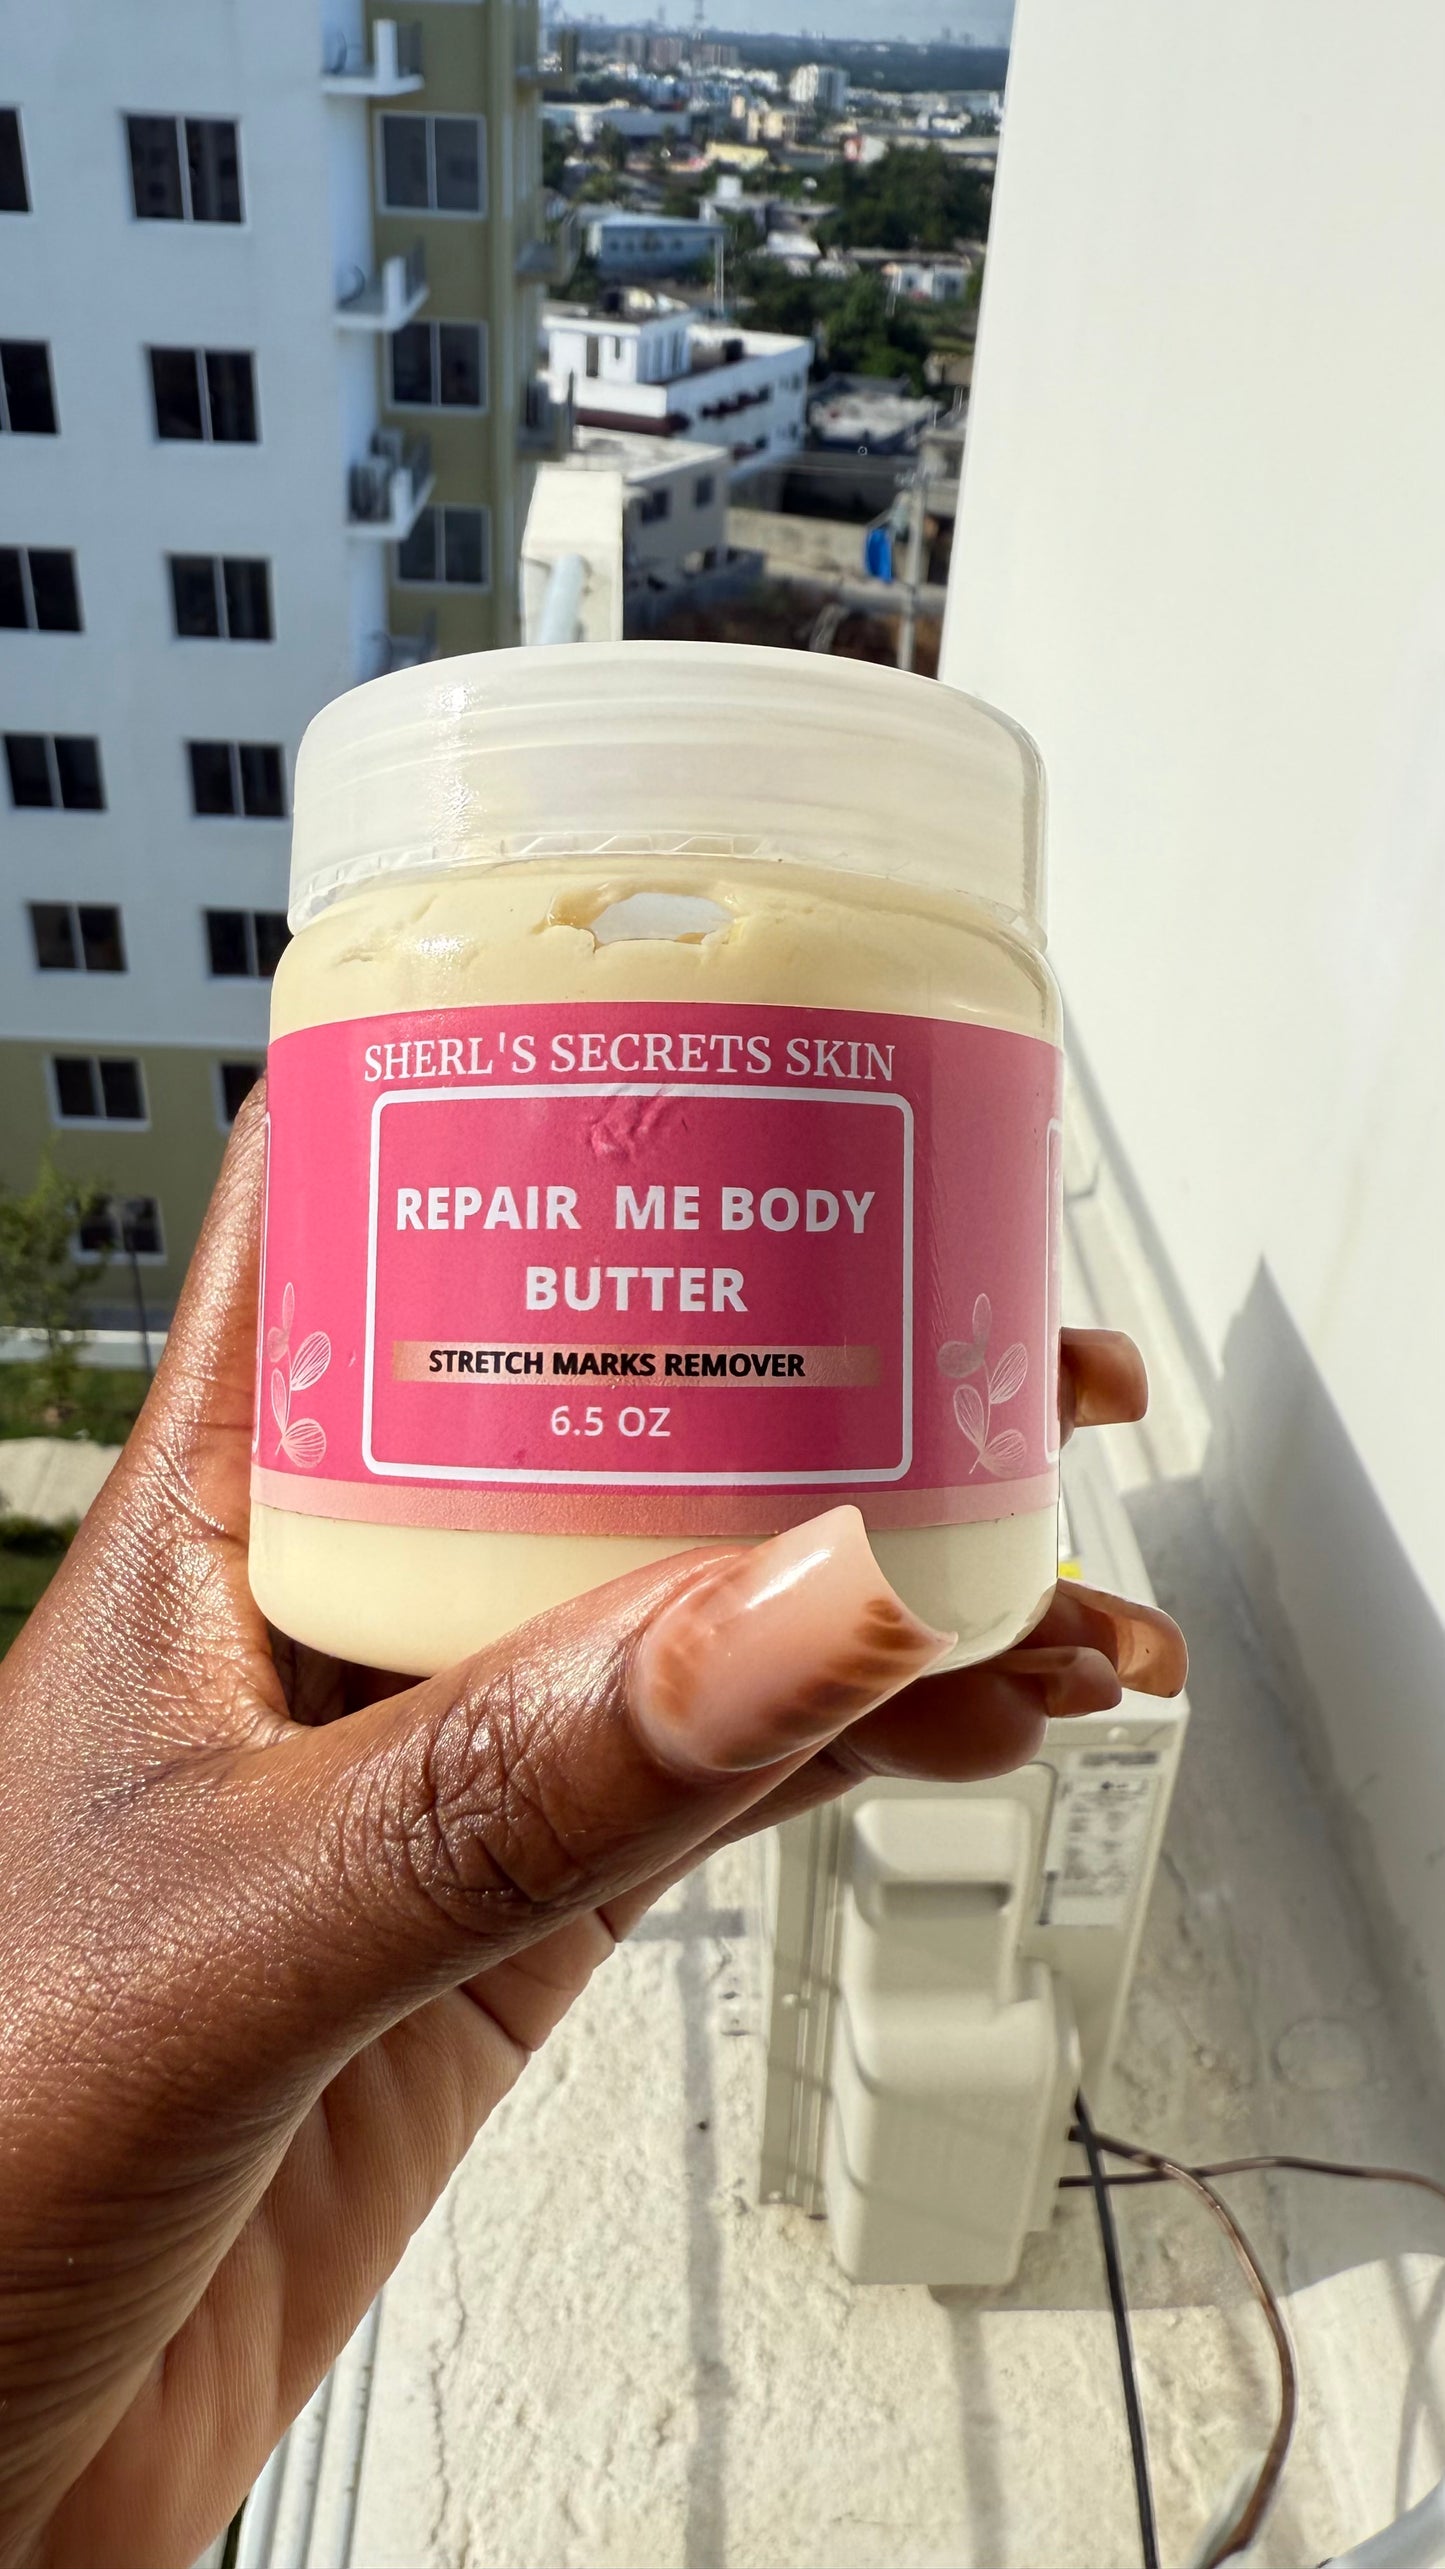 SHERL'S SECRETS SKIN
REPAIR ME BODY
BUTTER
STRETCH MARKS REMOVER
6.5 OZ